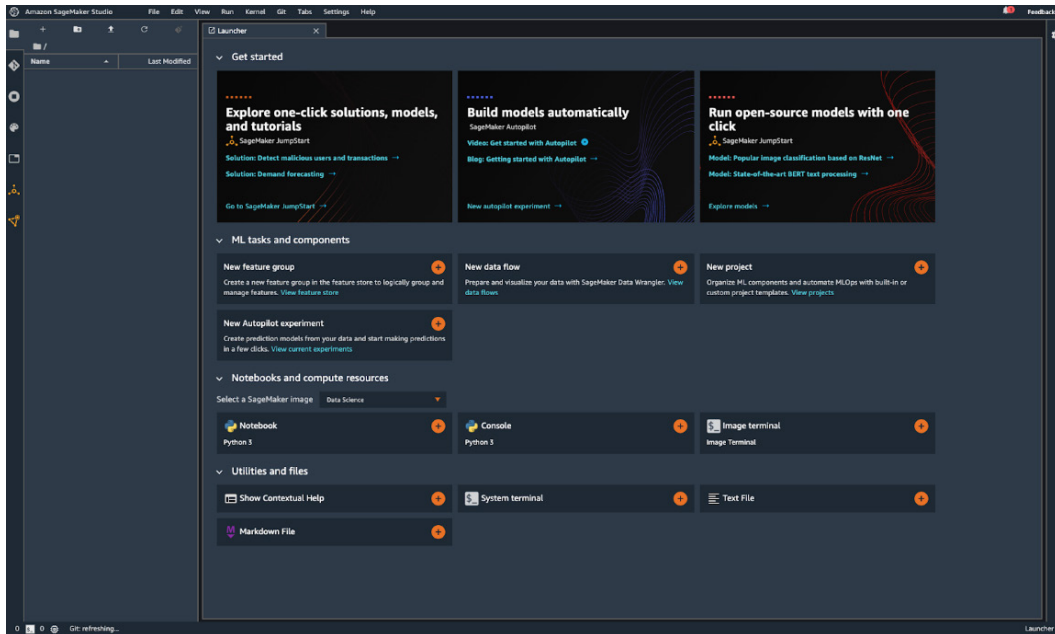 Amazon SageMaker Studio File Edit View Run Kernel Git Tabs Settings Help Feedback
Launcher
/
Name Last Modified
Get started
Explore one-click solutions, models,
and tutorials
SageMaker JumpStart
Solution: Detect malicious users and transactions →
Solution: Demand forecasting →
Go to SageMaker JumpStart →
Build models automatically
SageMaker Autopilot
Video: Get started with Autopilot
Blog: Getting started with Autopilot →
New autopilot experiment →
Run open-source models with one
click
SageMaker JumpStart
Model: Popular image classification based on ResNet →
Model: State-of-the-art BERT text processing →
Explore models →
ML tasks and components
New feature group
Create a new feature group in the feature store to logically group and
manage features. View feature store
New data flow
Prepare and visualize your data with SageMaker Data Wrangler. View
data flows
New project
Organize ML components and automate MLOps with built-in or
custom project templates. View projects
New Autopilot experiment
Create prediction models from your data and start making predictions
in a few clicks. View current experiments
Notebooks and compute resources
Select a SageMaker image Data Science
Notebook
Python 3
Console
Python 3
$_ Image terminal
Image Terminal
Utilities and files
Show Contextual Help
$_ System terminal
Text File
M Markdown File
0 $_ 0 Git: refreshing... Launcher